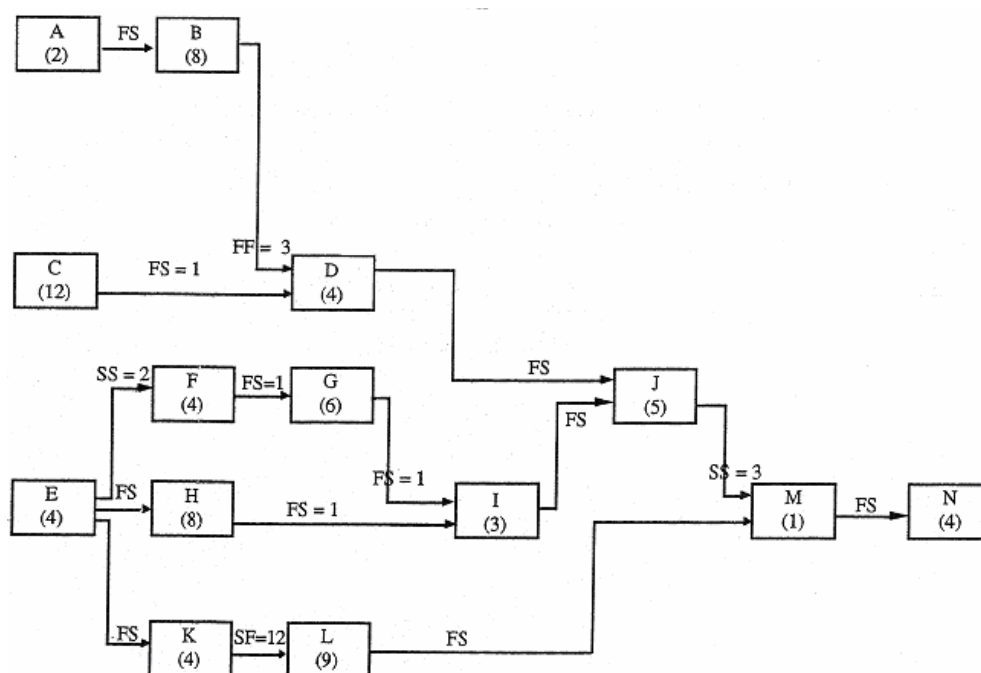 A
(2)
FS
B
(8)
FF = 3
C
(12)
FS = 1
D
(4)
SS = 2
F
(4)
FS=1
G
(6)
FS
J
(5)
FS
FS = 1
E
(4)
FS
H
(8)
FS = 1
I
(3)
SS = 3
M
(1)
FS
N
(4)
FS
K
(4)
SF=12
L
(9)
FS